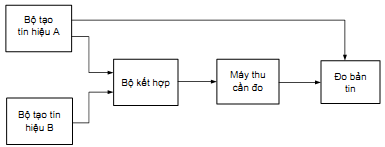 Bộ tạo
tín hiệu A
Bộ kết hợp
Máy thu
cần đo
Đo bản
tin
Bộ tạo tín
hiệu B